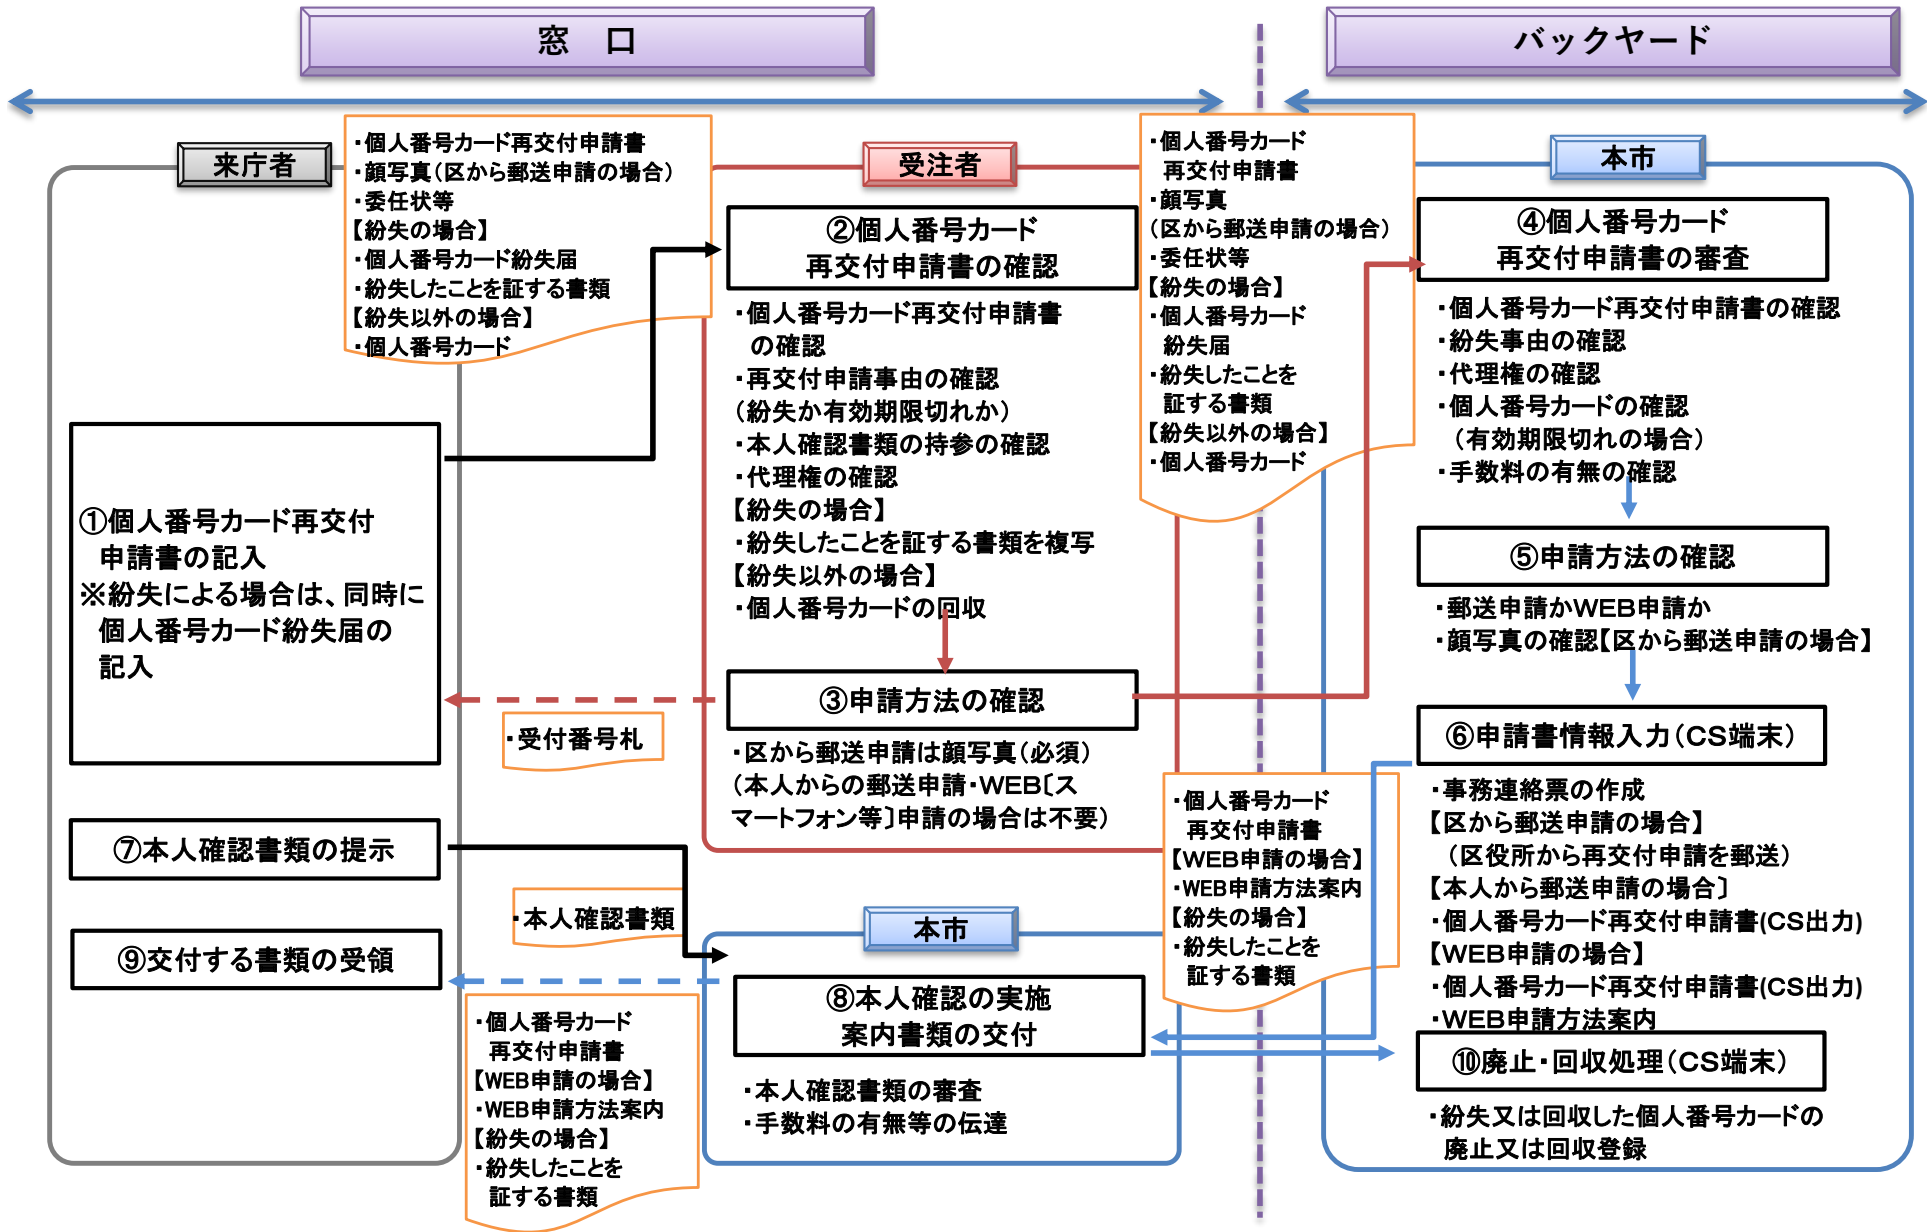 窓　口
バックヤード
来庁者
・個人番号カード再交付申請書
・顔写真（区から郵送申請の場合）
・委任状等
【紛失の場合】
・個人番号カード紛失届
・紛失したことを証する書類
【紛失以外の場合】
・個人番号カード
①個人番号カード再交付
申請書の記入
※紛失による場合は、同時に
個人番号カード紛失届の
記入
受注者
②個人番号カード
再交付申請書の確認
・個人番号カード再交付申請書
の確認
・再交付申請事由の確認
（紛失か有効期限切れか）
・本人確認書類の持参の確認
・代理権の確認
【紛失の場合】
・紛失したことを証する書類を複写
【紛失以外の場合】
・個人番号カードの回収
③申請方法の確認
・受付番号札
・区から郵送申請は顔写真（必須）
（本人からの郵送申請・WEB〔ス
マートフォン等〕申請の場合は不要）
・個人番号カード
再交付申請書
・顔写真
（区から郵送申請の場合）
・委任状等
【紛失の場合】
・個人番号カード
紛失届
・紛失したことを
証する書類
【紛失以外の場合】
・個人番号カード
本市
④個人番号カード
再交付申請書の審査
・個人番号カード再交付申請書の確認
・紛失事由の確認
・代理権の確認
・個人番号カードの確認
（有効期限切れの場合）
・手数料の有無の確認
⑤申請方法の確認
・郵送申請かWEB申請か
・顔写真の確認【区から郵送申請の場合】
⑥申請書情報入力（CS端末）
・事務連絡票の作成
【区から郵送申請の場合】
（区役所から再交付申請を郵送）
【本人から郵送申請の場合〕
・個人番号カード再交付申請書(CS出力)
【WEB申請の場合】
・個人番号カード再交付申請書(CS出力)
・WEB申請方法案内
・個人番号カード
再交付申請書
【WEB申請の場合】
・WEB申請方法案内
【紛失の場合】
・紛失したことを
証する書類
⑦本人確認書類の提示
・本人確認書類
本市
⑧本人確認の実施
案内書類の交付
・本人確認書類の審査
・手数料の有無等の伝達
⑨交付する書類の受領
・個人番号カード
再交付申請書
【WEB申請の場合】
・WEB申請方法案内
【紛失の場合】
・紛失したことを
証する書類
⑩廃止・回収処理（CS端末）
・紛失又は回収した個人番号カードの
廃止又は回収登録